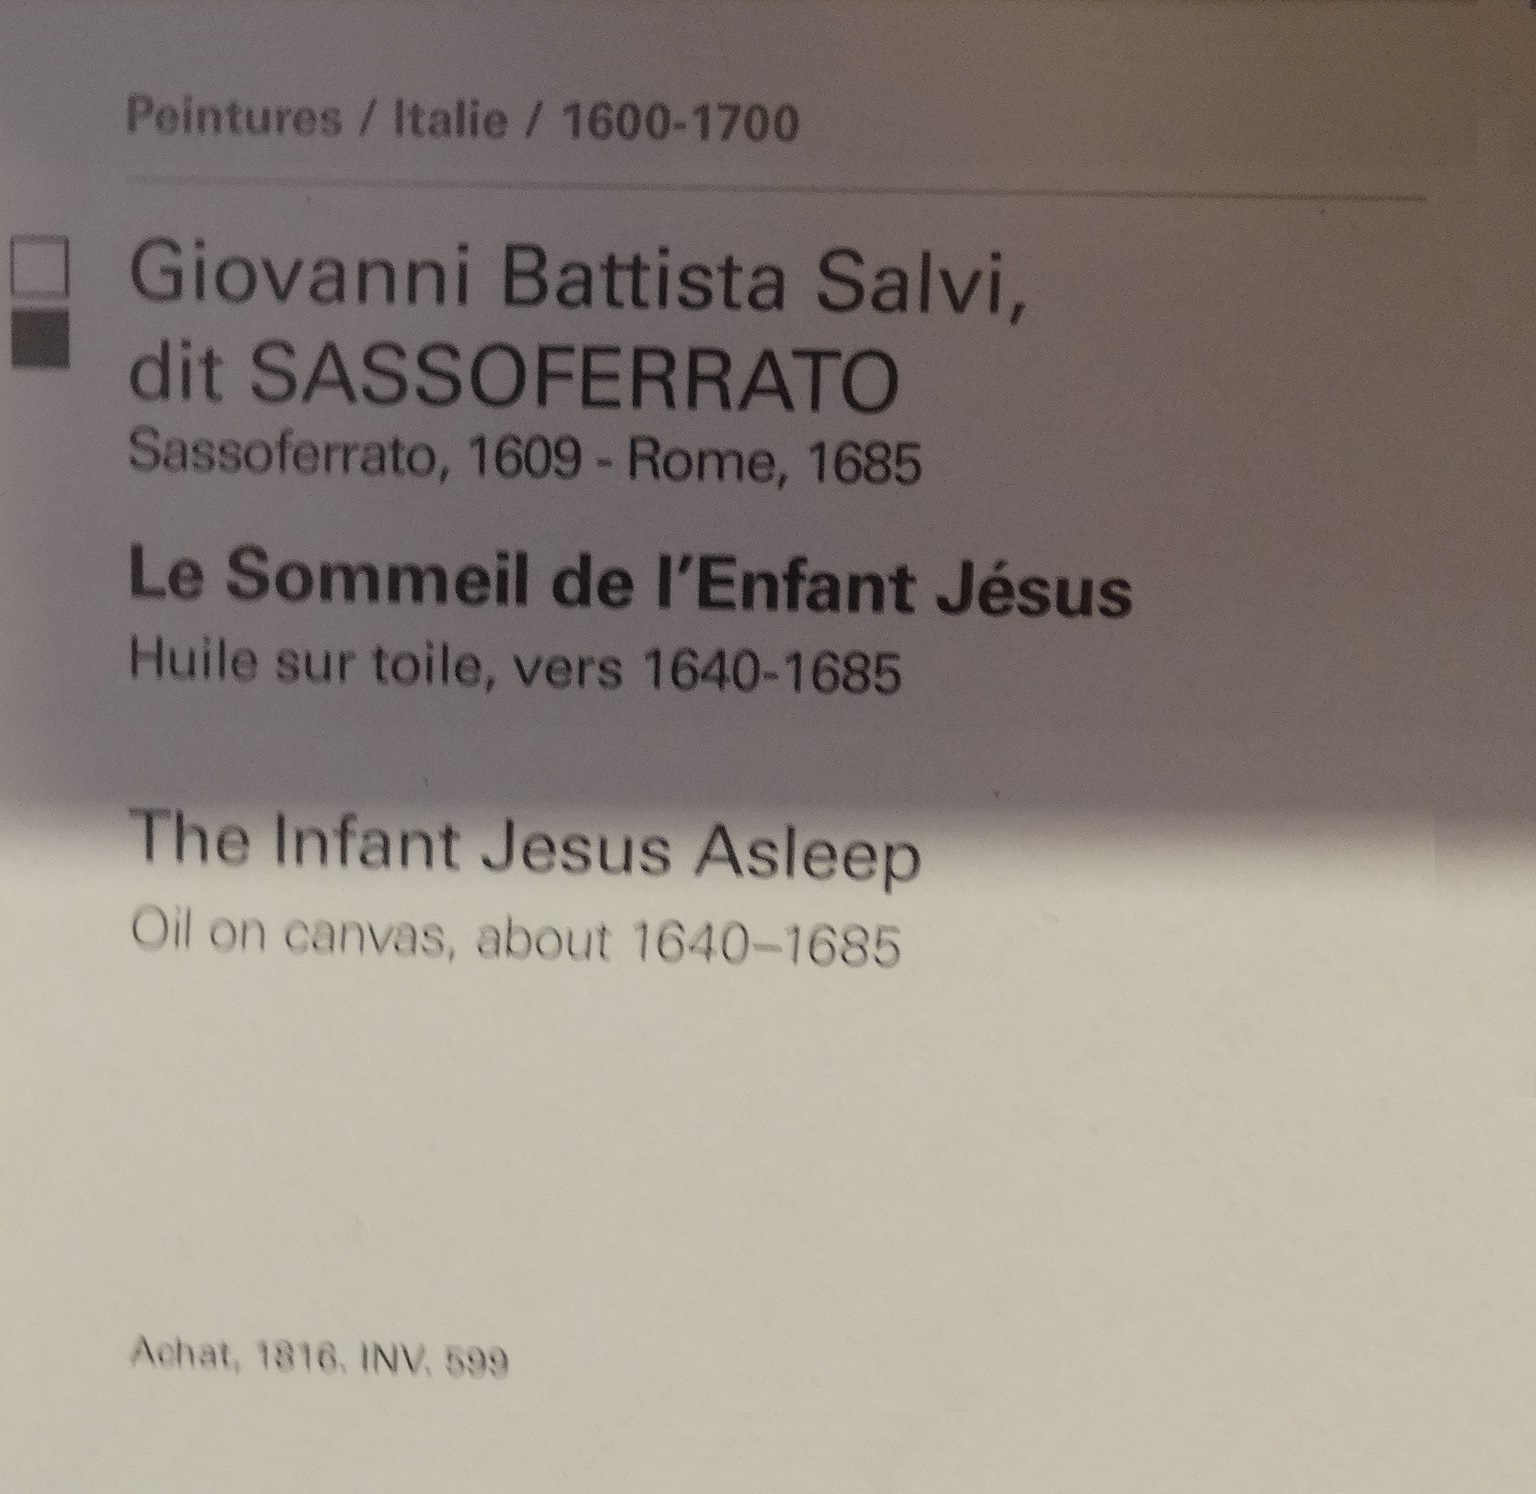 Peintures / Italie / 1600-1700
Giovanni Battista Salvi,
dit SASSOFERRATO
Sassoferrato, 1609 - Rome, 1685
Le Sommeil de l'Enfant Jésus
Huile sur toile, vers 1640-1685
The Infant Jesus Asleep
Oil on canvas, about 1640–1685
Achat, 1816. INV. 599